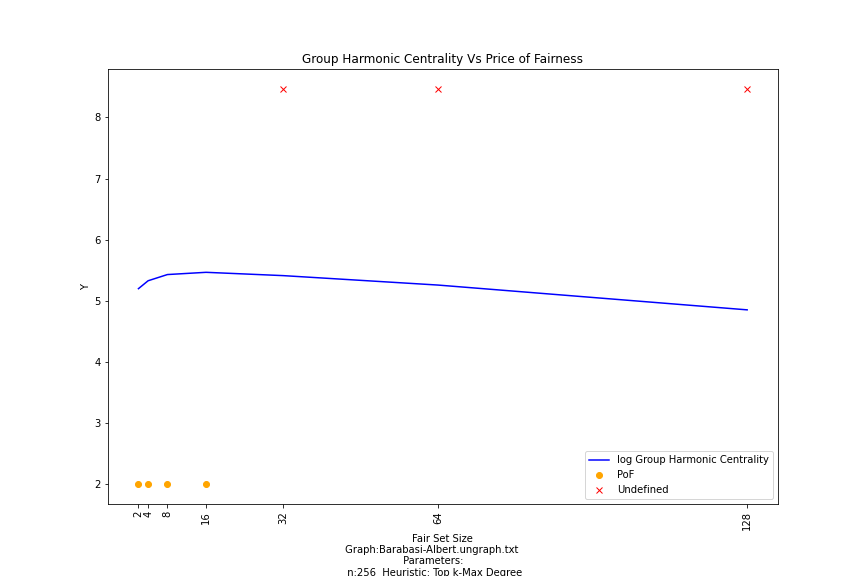 Group Harmonic Centrality Vs Price of Fairness
8
7
6
5
4
3
2
Y
log Group Harmonic Centrality
PoF
Undefined
2 4 8 16 32 64 128
Fair Set Size
Graph:Barabasi-Albert.ungraph.txt
Parameters:
n:256 Heuristic: Top k-Max Degree